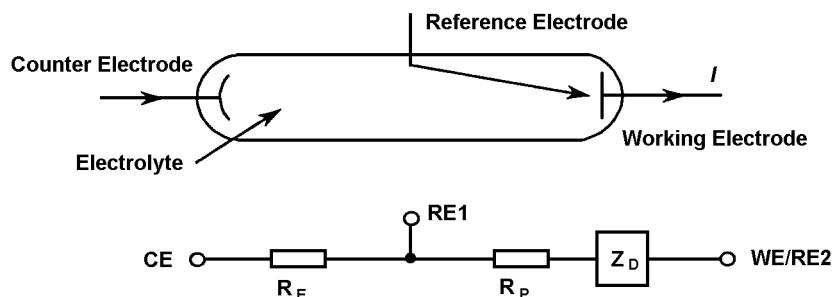 Reference Electrode
Counter Electrode
I
Electrolyte
Working Electrode
RE1
CE
Z D
WE/RE2
R E
R P